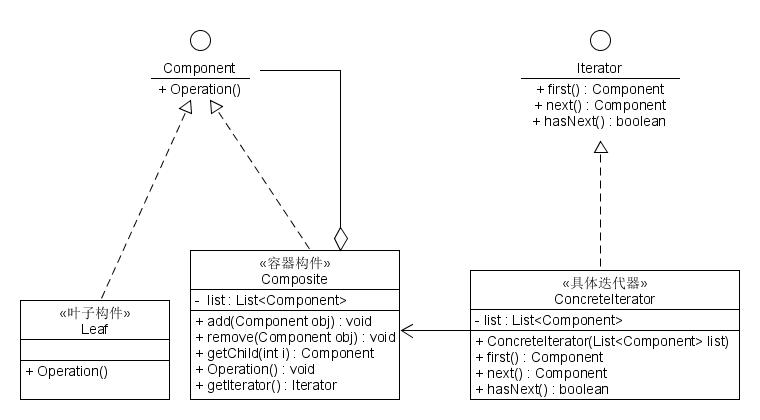 Component
+ Operation()
Iterator
+ first() : Component
+ next() : Component
+ hasNext() : boolean
«容器构件»
Composite
- list : List<Component>
+ add(Component obj) : void
+ remove(Component obj) : void
+ getChild(int i) : Component
+ Operation() : void
+ getIterator() : Iterator
«具体迭代器»
ConcreteIterator
- list : List<Component>
+ ConcreteIterator(List<Component> list)
+ first() : Component
+ next() : Component
+ hasNext() : boolean
«叶子构件»
Leaf
+ Operation()